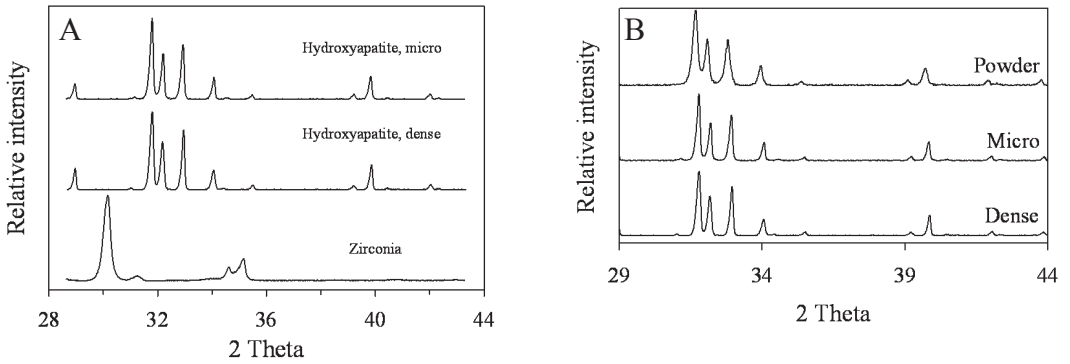 A
Hydroxyapatite, micro
Hydroxyapatite, dense
Zirconia
Relative intensity
28 32 36 40 44
2 Theta
B
Powder
Micro
Dense
Relative intensity
29 34 39 44
2 Theta